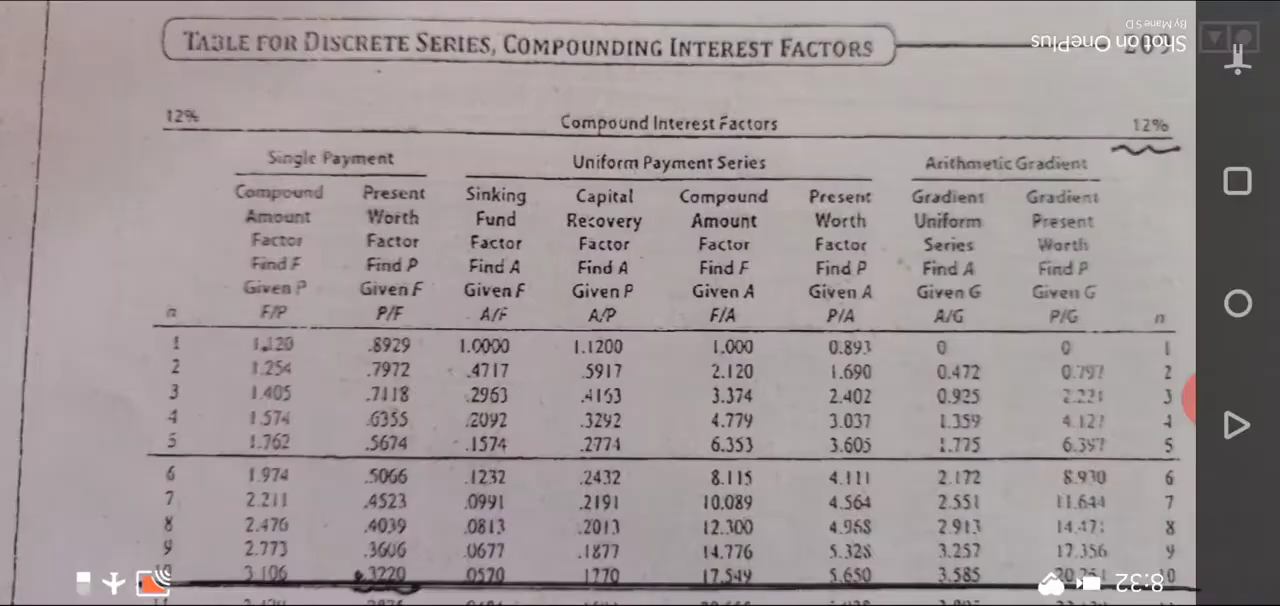 TABLE FOR DISCRETE SERIES, COMPOUNDING INTEREST FACTORS
Shot on OnePlus
By Mane S D
12% Compound Interest Factors 12%
Single Payment Uniform Payment Series Arithmetic Gradient
Compound Present Sinking Capital Compound Present Gradient Gradient
Amount Worth Fund Recovery Amount Worth Uniform Present
Factor Factor Factor Factor Factor Factor Series Worth
Find F Find P Find A Find A Find F Find P Find A Find P
Given P Given F Given F Given P Given A Given A Given G Given G
n F/P P/F A/F A/P F/A P/A A/G P/G n
1 1.120 .8929 1.0000 1.1200 1.000 0.893 0 0 1
2 1.254 .7972 .4717 .5917 2.120 1.690 0.472 0.797 2
3 1.405 .7118 .2963 .4163 3.374 2.402 0.925 2.221 3
4 1.574 .6355 .2092 .3292 4.779 3.037 1.359 4.127 4
5 1.762 .5674 .1574 .2774 6.353 3.605 1.775 6.397 5
6 1.974 .5066 .1232 .2432 8.115 4.111 2.172 8.930 6
7 2.211 .4523 .0991 .2191 10.089 4.564 2.551 11.644 7
8 2.476 .4039 .0813 .2013 12.300 4.968 2.913 14.471 8
9 2.773 .3606 .0677 .1877 14.776 5.328 3.257 17.356 9
10 3.106 .3220 .0570 .1770 17.549 5.650 3.585 10
8:32